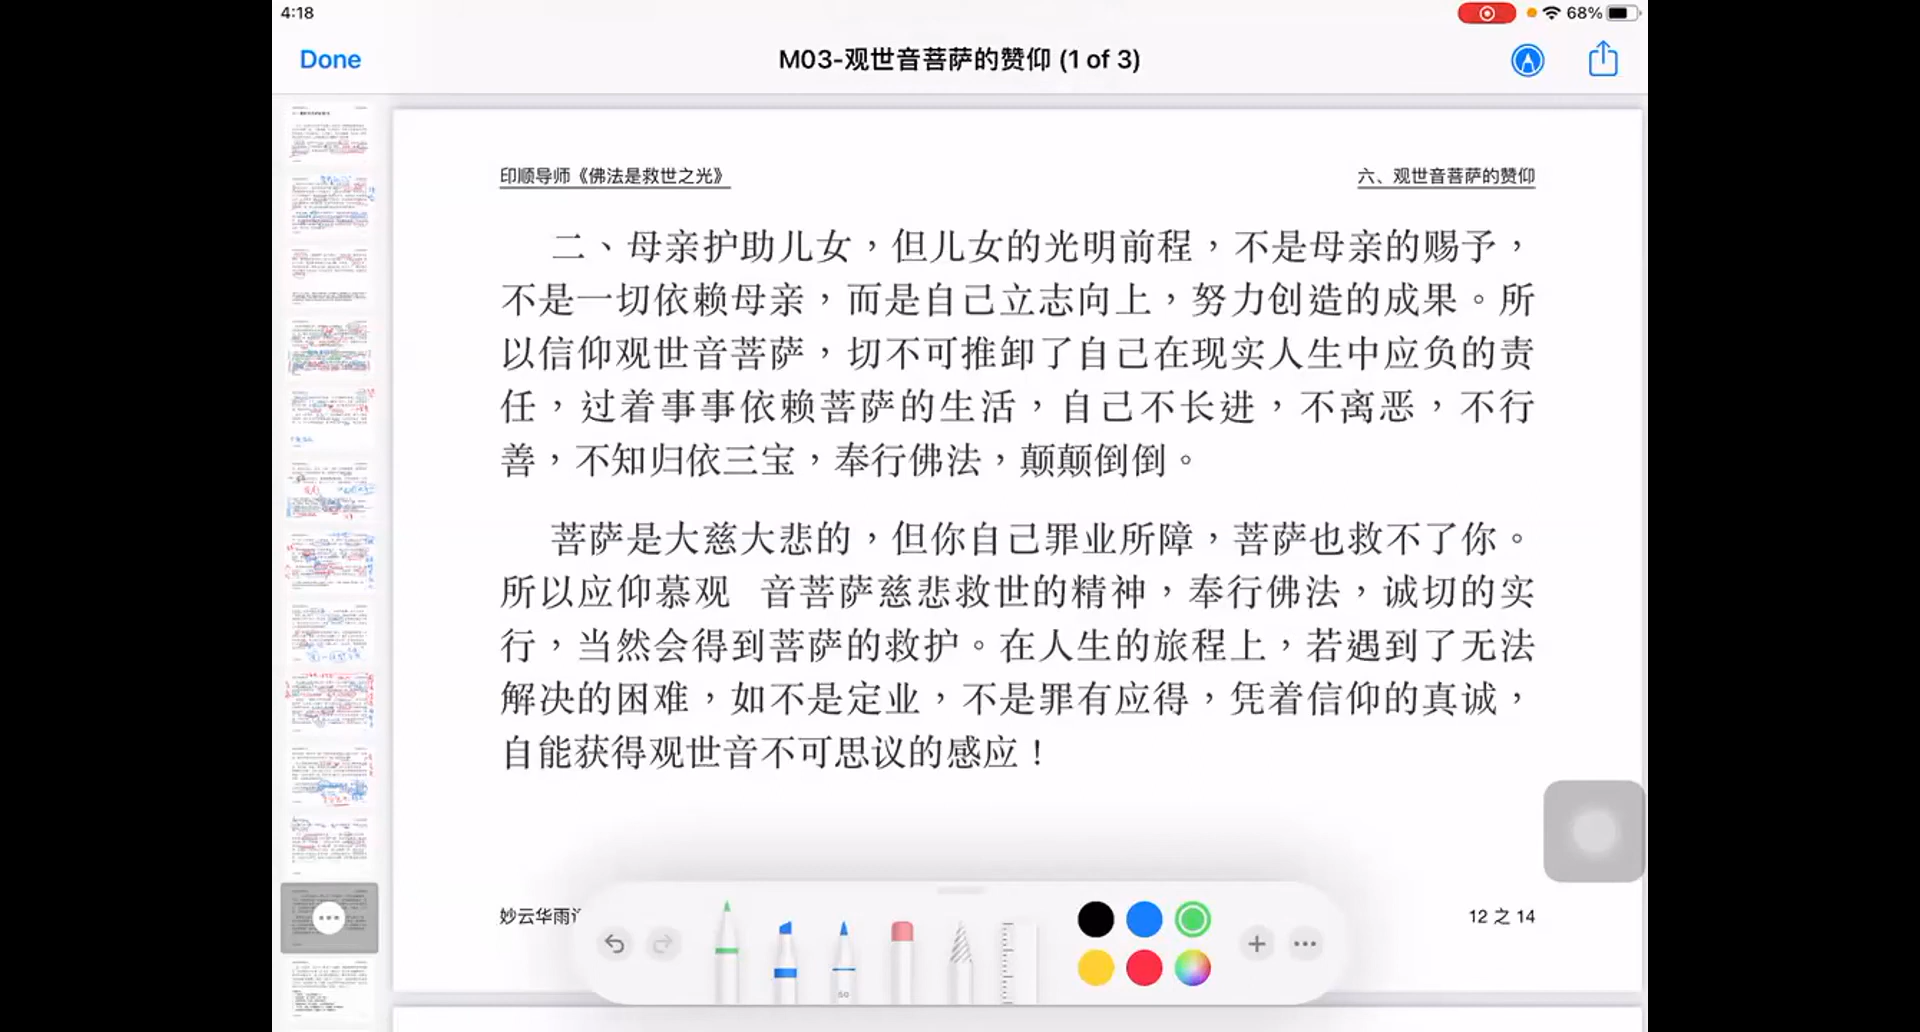 4:18
68%
Done
M03-观世音菩萨的赞仰 (1 of 3)
印顺导师《佛法是救世之光》
六、观世音菩萨的赞仰
二、母亲护助儿女，但儿女的光明前程，不是母亲的赐予，
不是一切依赖母亲，而是自己立志向上，努力创造的成果。所
以信仰观世音菩萨，切不可推卸了自己在现实人生中应负的责
任，过着事事依赖菩萨的生活，自己不长进，不离恶，不行
善，不知归依三宝，奉行佛法，颠颠倒倒。
菩萨是大慈大悲的，但你自己罪业所障，菩萨也救不了你。
所以应仰慕观 音菩萨慈悲救世的精神，奉行佛法，诚切的实
行，当然会得到菩萨的救护。在人生的旅程上，若遇到了无法
解决的困难，如不是定业，不是罪有应得，凭着信仰的真诚，
自能获得观世音不可思议的感应！
妙云华雨
12 之 14
50